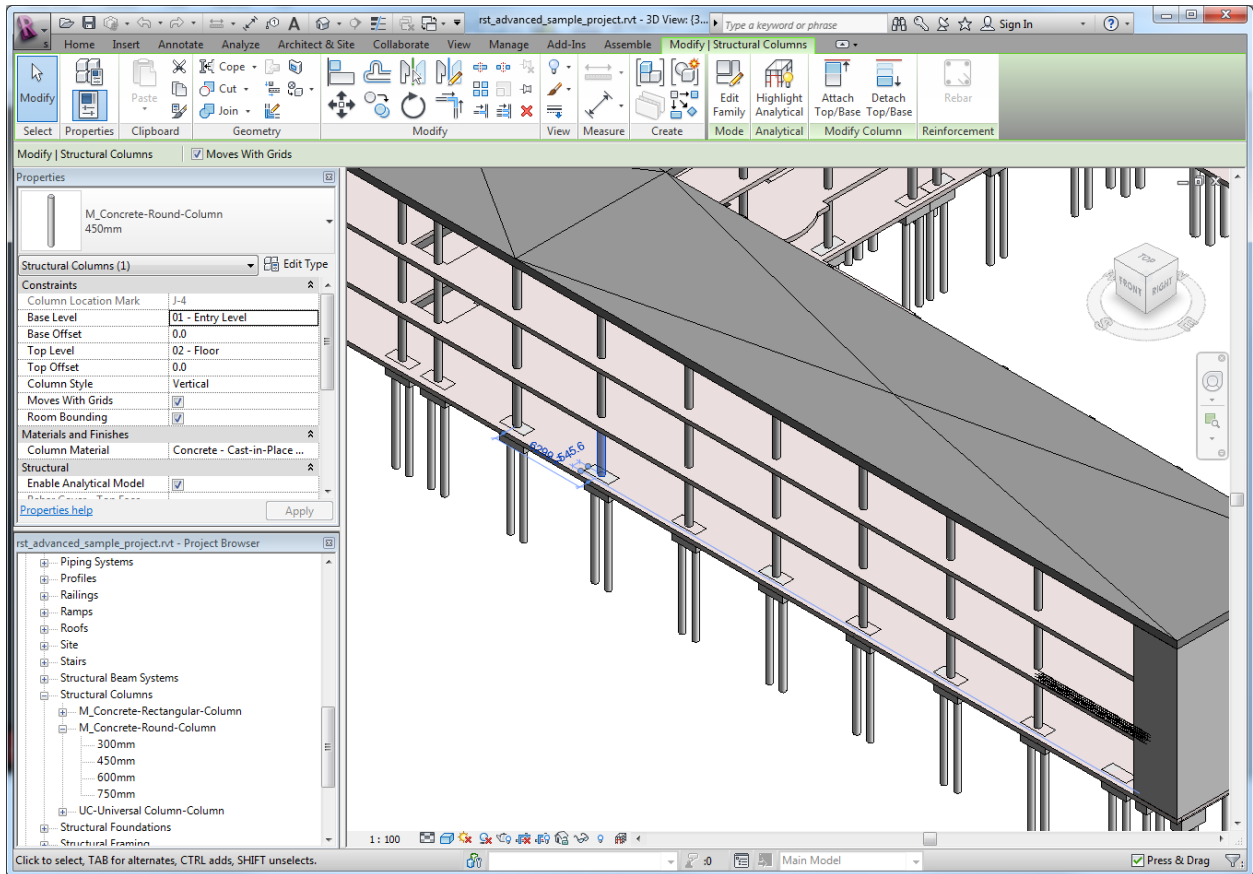 rst_advanced_sample_project.rvt - 3D View: {3...
Type a keyword or phrase
Sign In
Home Insert Annotate Analyze Architect & Site Collaborate View Manage Add-Ins Assemble Modify | Structural Columns
Modify
Paste
Cope
Cut
Join
Edit Family
Highlight Analytical
Attach Top/Base
Detach Top/Base
Rebar
Select Properties Clipboard Geometry Modify View Measure Create Mode Analytical Modify Column Reinforcement
Modify | Structural Columns
Moves With Grids
Properties
M_Concrete-Round-Column
450mm
Structural Columns (1)
Edit Type
Constraints
Column Location Mark J-4
Base Level 01 - Entry Level
Base Offset 0.0
Top Level 02 - Floor
Top Offset 0.0
Column Style Vertical
Moves With Grids
Room Bounding
Materials and Finishes
Column Material Concrete - Cast-in-Place ...
Structural
Enable Analytical Model
Properties help
Apply
TOP
FRONT
RIGHT
rst_advanced_sample_project.rvt - Project Browser
Piping Systems
Profiles
Railings
Ramps
Roofs
Site
Stairs
Structural Beam Systems
Structural Columns
M_Concrete-Rectangular-Column
M_Concrete-Round-Column
300mm
450mm
600mm
750mm
UC-Universal Column-Column
Structural Foundations
Structural Framing
1 : 100
Click to select, TAB for alternates, CTRL adds, SHIFT unselects.
:0
Main Model
Press & Drag